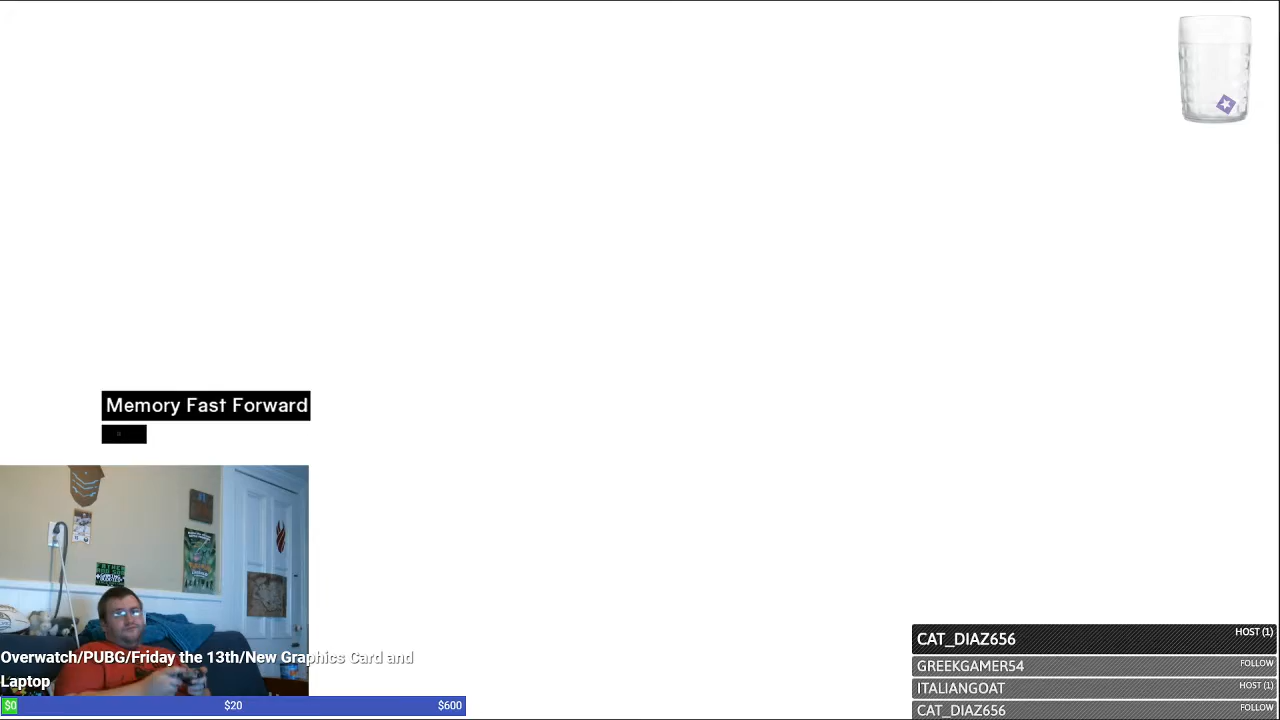 Memory Fast Forward
Overwatch/PUBG/Friday the 13th/New Graphics Card and
Laptop
$0 $20 $600
CAT_DIAZ656 HOST (1)
GREEKGAMER54 FOLLOW
ITALIANGOAT HOST (1)
CAT_DIAZ656 FOLLOW